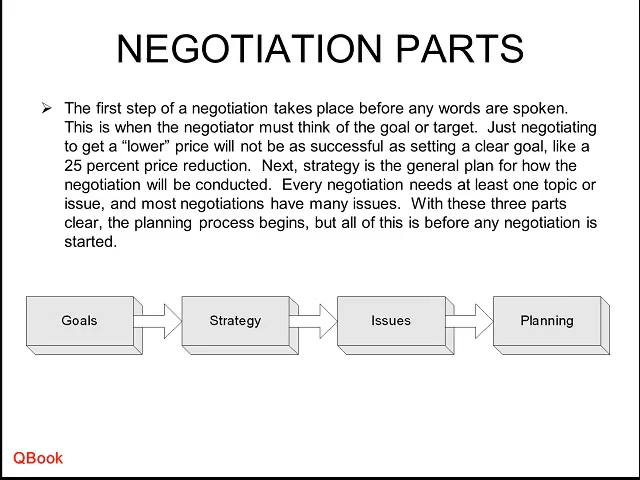 NEGOTIATION PARTS
The first step of a negotiation takes place before any words are spoken.
This is when the negotiator must think of the goal or target.  Just negotiating
to get a “lower” price will not be as successful as setting a clear goal, like a
25 percent price reduction.  Next, strategy is the general plan for how the
negotiation will be conducted.  Every negotiation needs at least one topic or
issue, and most negotiations have many issues.  With these three parts
clear, the planning process begins, but all of this is before any negotiation is
started.
Goals
Strategy
Issues
Planning
QBook